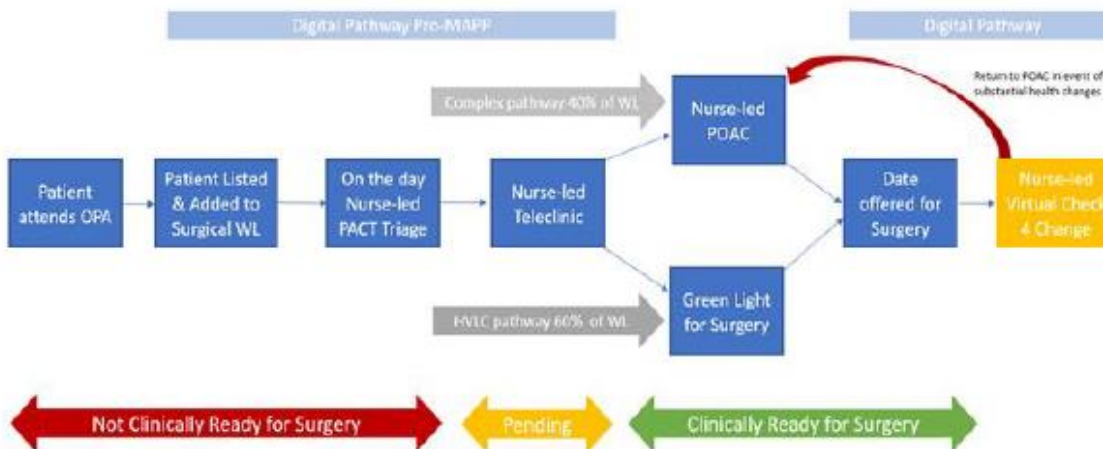 Digital Pathway Pro-MAPP
Digital Pathway
Return to POAC in event of
substantial health changes
Complex pathway 40% of WL
Nurse-led
POAC
Patient
attends OPA
Patient Listed
& Added to
Surgical WL
On the day
Nurse-led
PACT Triage
Nurse-led
Teleclinic
Date
offered for
Surgery
Nurse-led
Virtual Check
4 Change
HVLC pathway 60% of WL
Green Light
for Surgery
Not Clinically Ready for Surgery
Pending
Clinically Ready for Surgery